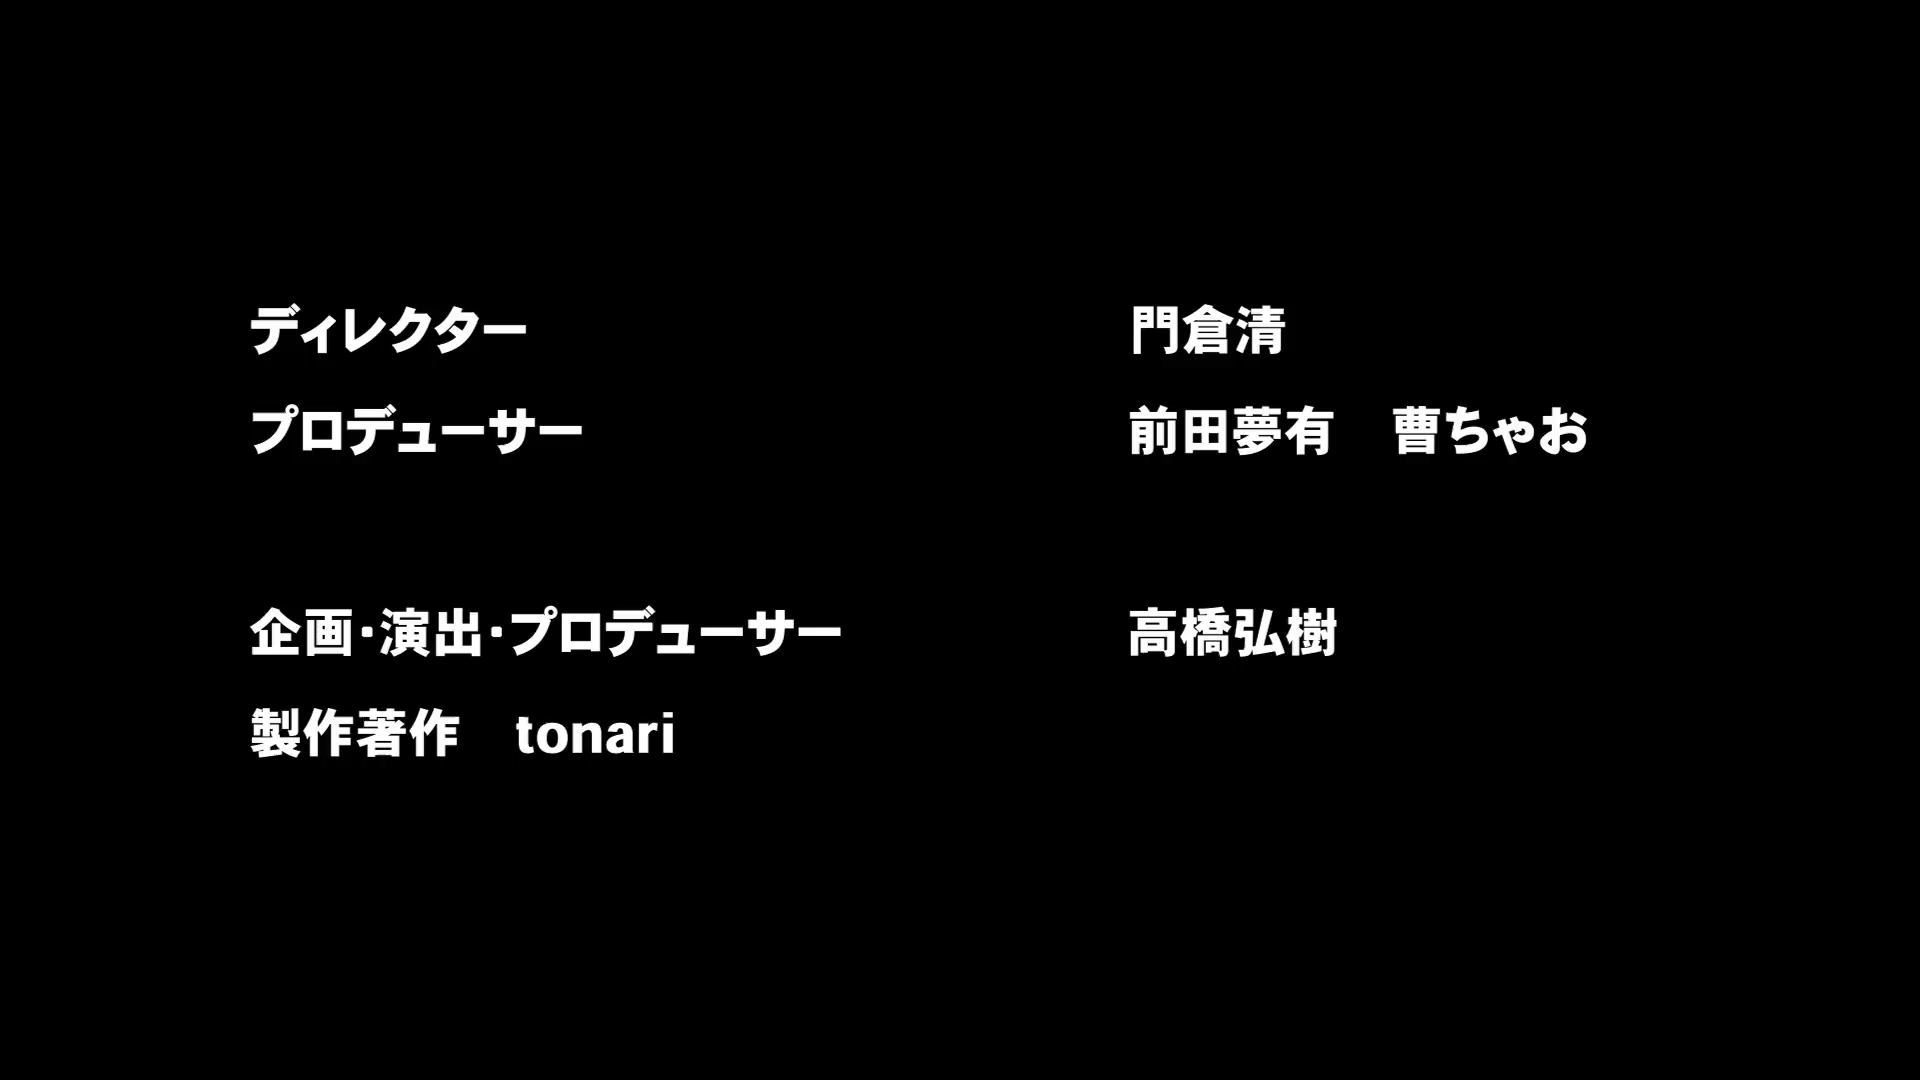 ディレクター　門倉清
プロデューサー　前田夢有　曹ちゃお
企画・演出・プロデューサー　高橋弘樹
製作著作　tonari